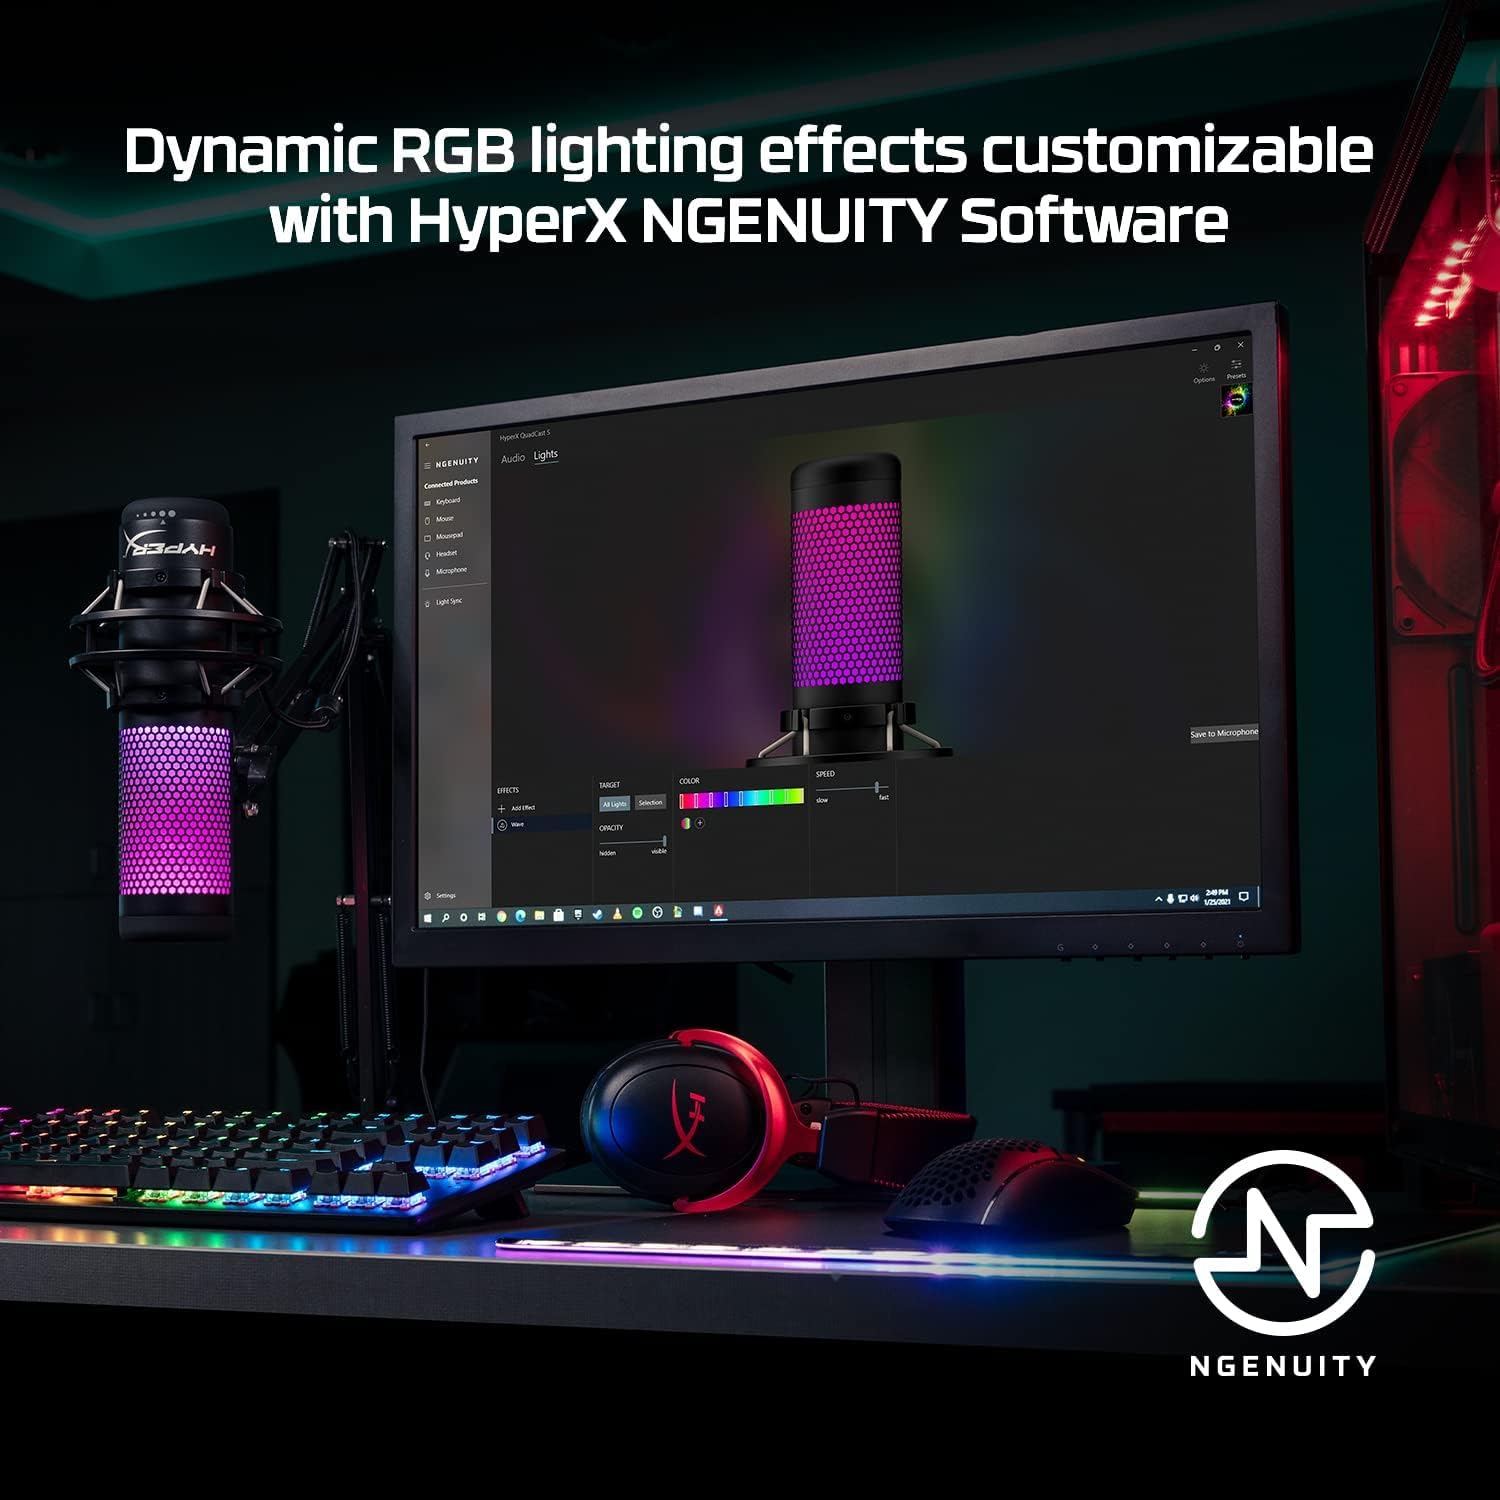 Dynamic RGB lighting effects customizable
with HyperX NGENUITY Software
HyperX QuadCast S
Audio Lights
Options
Presets
NGENUITY
Connected Products
Keyboard
Mouse
Mousepad
Headset
Microphone
Light Sync
Settings
Save to Microphone
EFFECTS
Add Effect
Wave
TARGET
All Lights Selection
OPACITY
hidden visible
COLOR
SPEED
slow fast
2:49 PM
1/25/2021
HYPERX
HX
N
NGENUITY